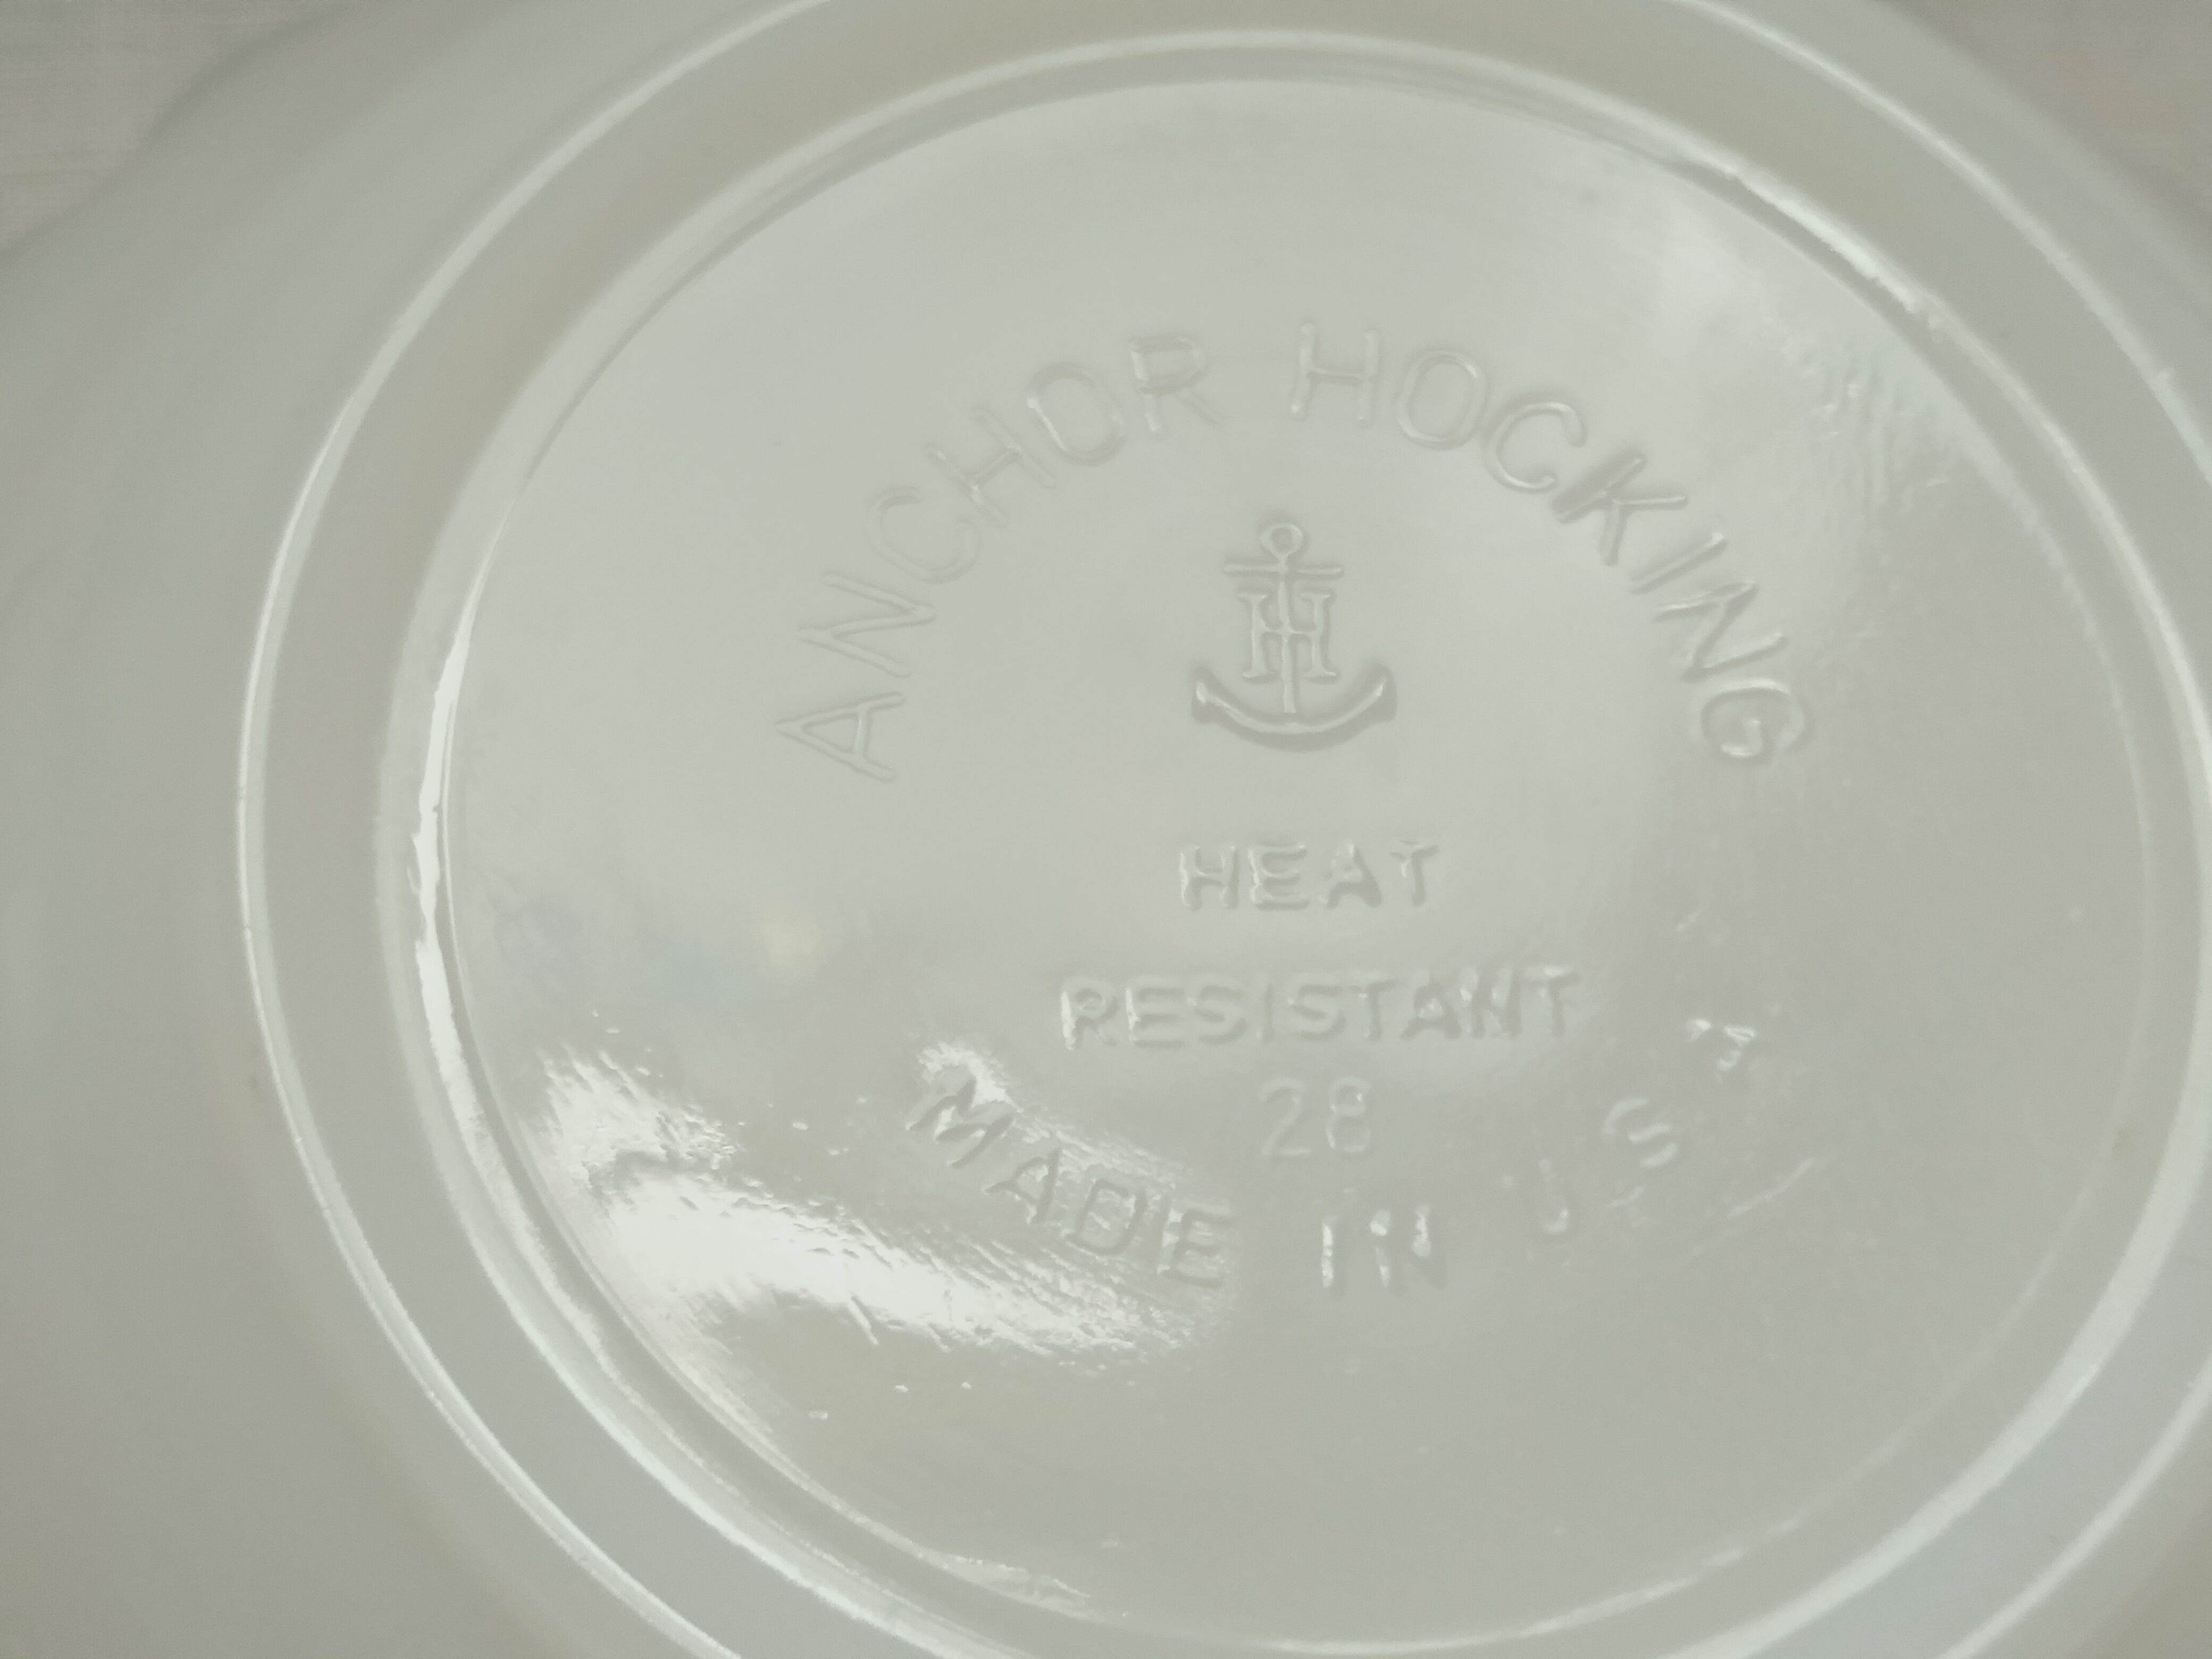 ANCHOR HOCKING
H
HEAT
RESISTANT
28
MADE IN U S